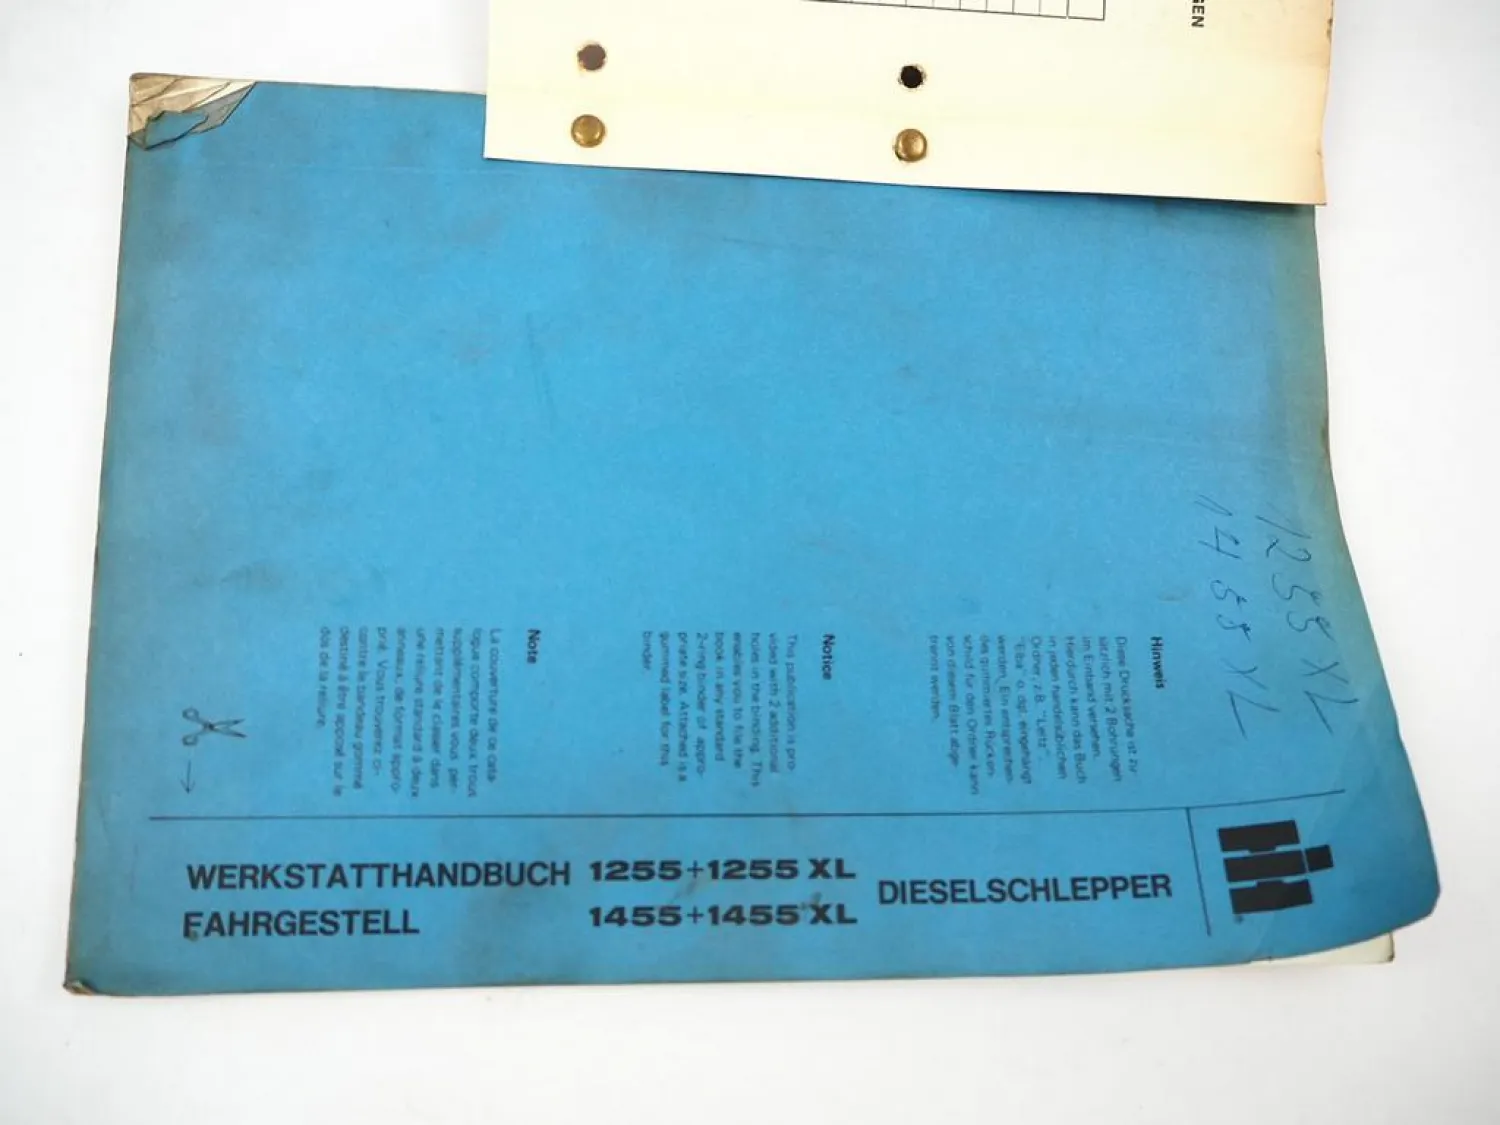 GEN
1255 XL
1455 XL
Hinweis
Diese Drucksache ist zu-
sätzlich mit 2 Bohrungen
im Einband versehen.
Hierdurch kann das Buch
in jeden handelsüblichen
Ordner, z.B. "Leitz",
"Elba" o. dgl. eingehängt
werden. Ein entsprechen-
des gummiertes Rücken-
schild für den Ordner kann
von diesem Blatt abge-
trennt werden.
Notice
This publication is pro-
vided with 2 additional
holes in the binding. This
enables you to file the
book in any standard
2-ring binder of appro-
priate size. Attached is a
gummed label for this
binder.
Note
La couverture de ce cata-
logue comporte deux trous
supplémentaires vous per-
mettant de le classer dans
une reliure standard à deux
anneaux, de format appro-
prié. Vous trouverez ci-
contre le bandeau gommé
destiné à être apposé sur le
dos de la reliure.
WERKSTATTHANDBUCH 1255+1255 XL
FAHRGESTELL 1455+1455 XL
DIESELSCHLEPPER